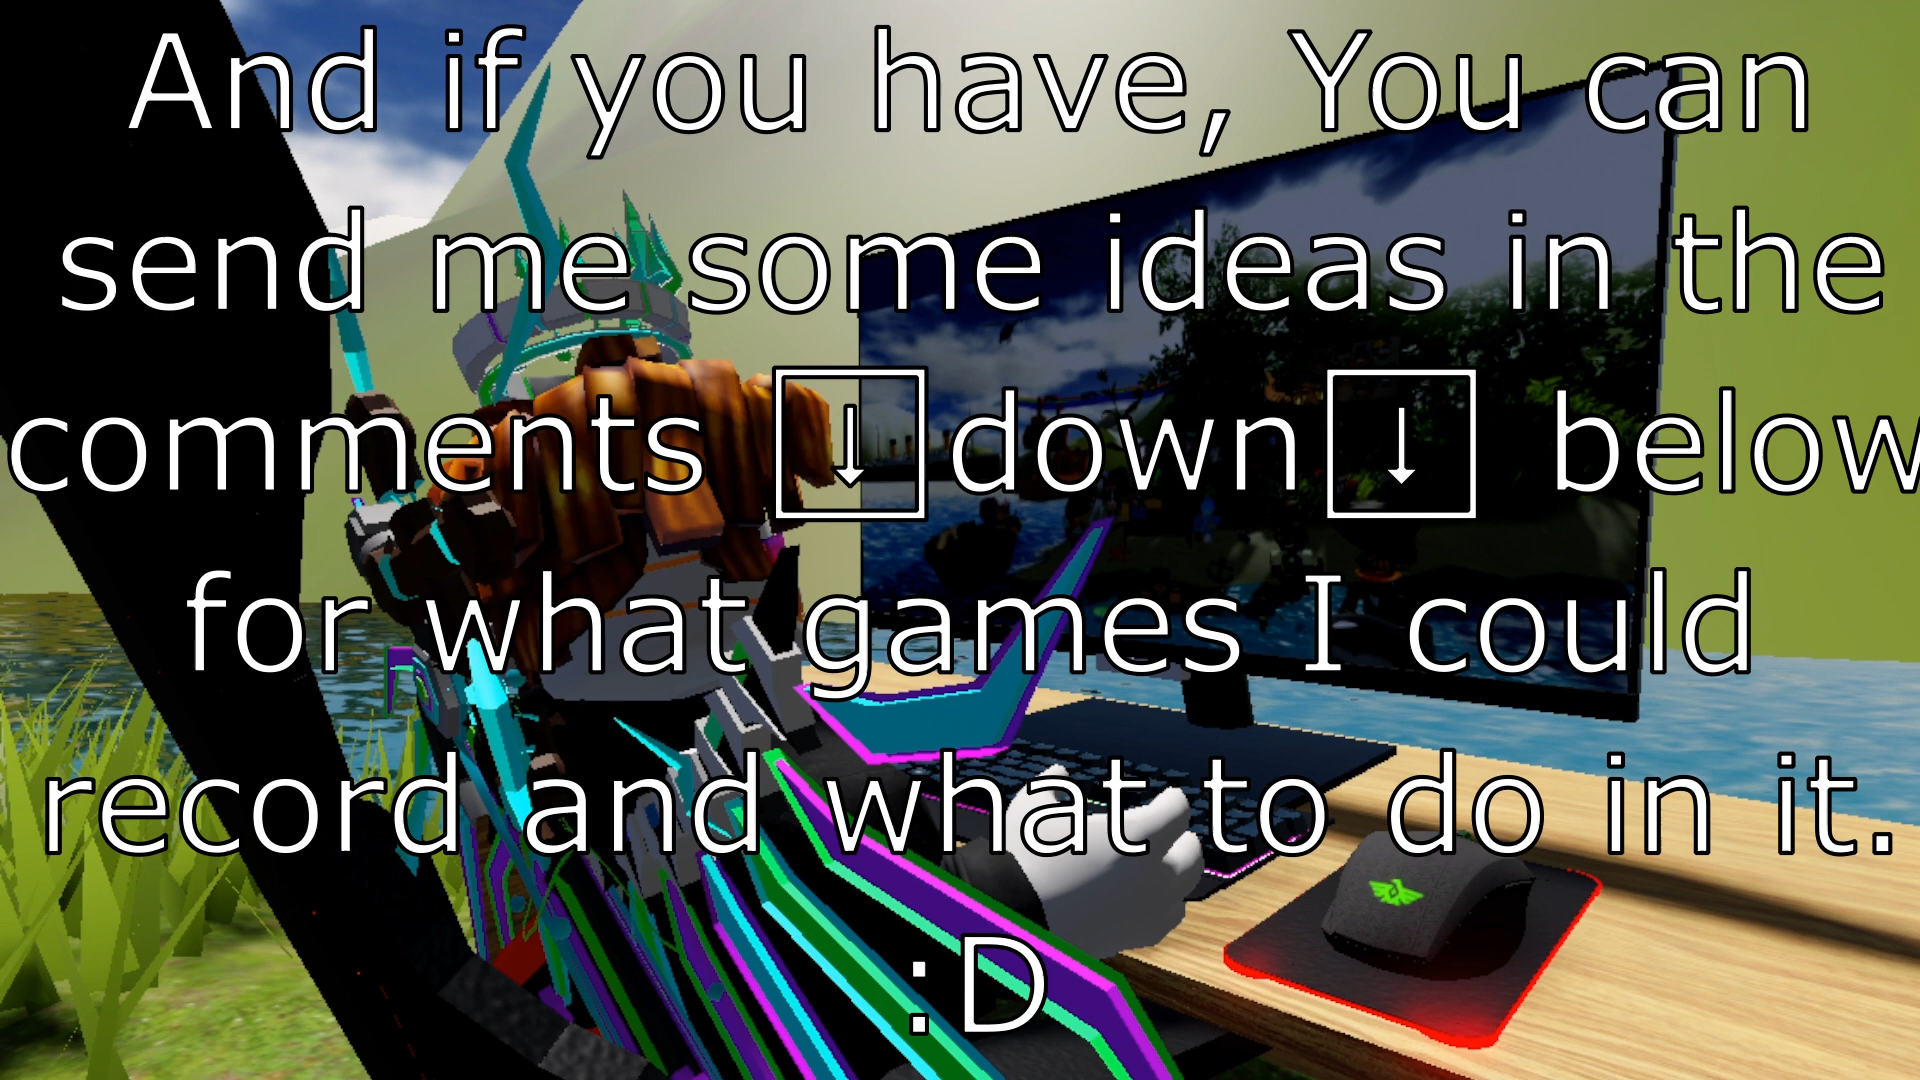 And if you have, You can
send me some ideas in the
comments ↓ down ↓ below
for what games I could
record and what to do in it.
:D